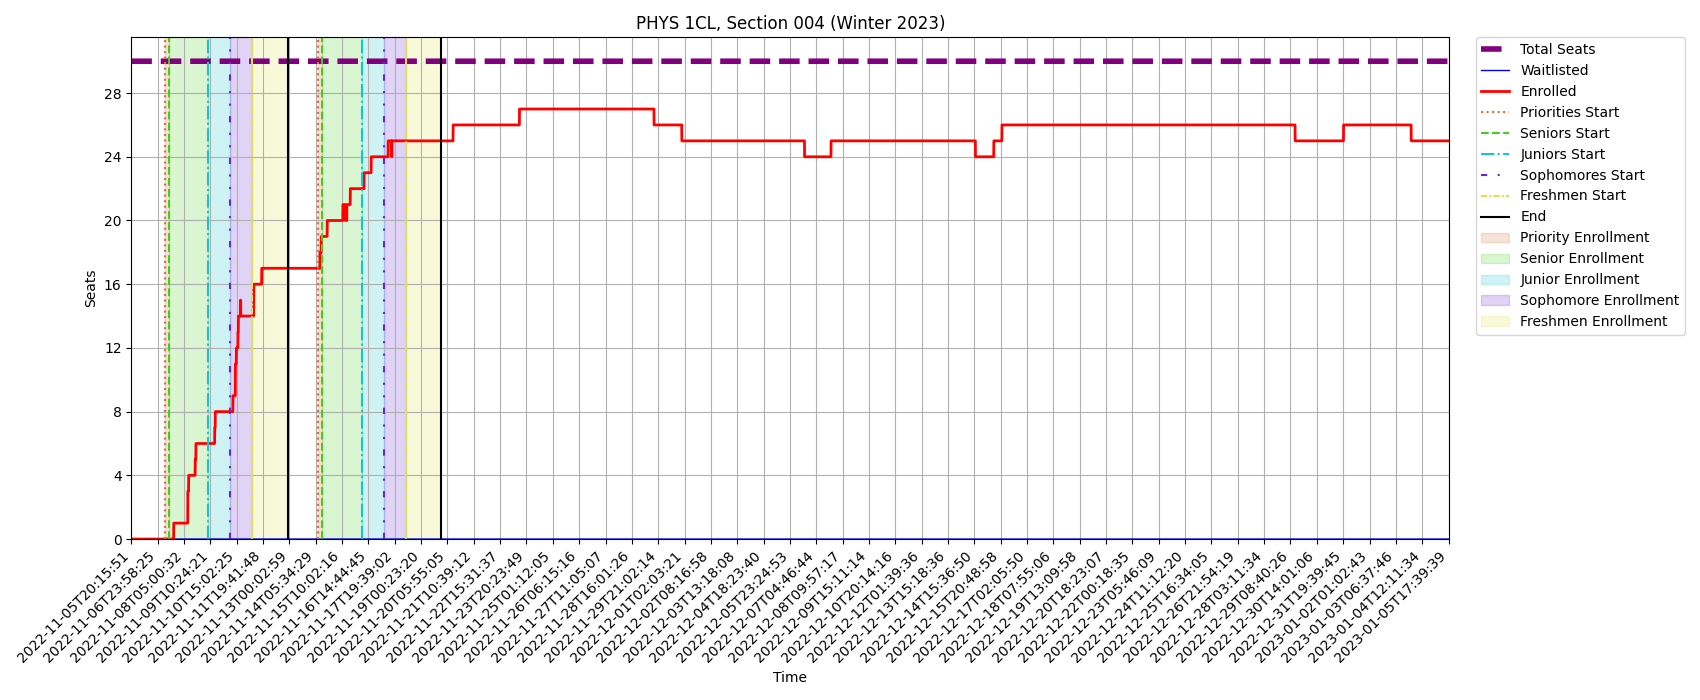 PHYS 1CL, Section 004 (Winter 2023)
Total Seats
Waitlisted
Enrolled
Priorities Start
Seniors Start
Juniors Start
Sophomores Start
Freshmen Start
End
Priority Enrollment
Senior Enrollment
Junior Enrollment
Sophomore Enrollment
Freshmen Enrollment
Seats
28
24
20
16
12
8
4
0
2022-11-05T20:15:51
2022-11-06T23:58:25
2022-11-08T05:00:32
2022-11-09T10:24:21
2022-11-10T15:02:25
2022-11-11T19:41:48
2022-11-13T00:02:59
2022-11-14T05:34:29
2022-11-15T10:02:16
2022-11-16T14:44:45
2022-11-17T19:39:02
2022-11-19T00:23:20
2022-11-20T05:55:05
2022-11-21T10:39:12
2022-11-22T15:31:37
2022-11-23T20:23:49
2022-11-25T01:12:05
2022-11-26T06:15:16
2022-11-27T11:05:07
2022-11-28T16:01:26
2022-11-29T21:02:14
2022-12-01T02:03:21
2022-12-02T08:16:58
2022-12-03T13:18:09
2022-12-04T18:23:40
2022-12-05T23:24:53
2022-12-07T04:46:44
2022-12-08T09:57:17
2022-12-09T15:11:14
2022-12-10T20:14:16
2022-12-12T01:39:36
2022-12-13T15:18:36
2022-12-14T15:36:50
2022-12-15T20:48:58
2022-12-17T02:05:50
2022-12-18T07:55:06
2022-12-19T13:09:58
2022-12-20T18:23:07
2022-12-22T00:18:35
2022-12-23T05:46:09
2022-12-24T11:12:20
2022-12-25T16:34:05
2022-12-26T21:54:19
2022-12-28T03:11:34
2022-12-29T08:40:26
2022-12-30T14:01:06
2022-12-31T19:39:45
2023-01-02T01:02:43
2023-01-03T06:37:46
2023-01-04T12:11:34
2023-01-05T17:39:39
Time